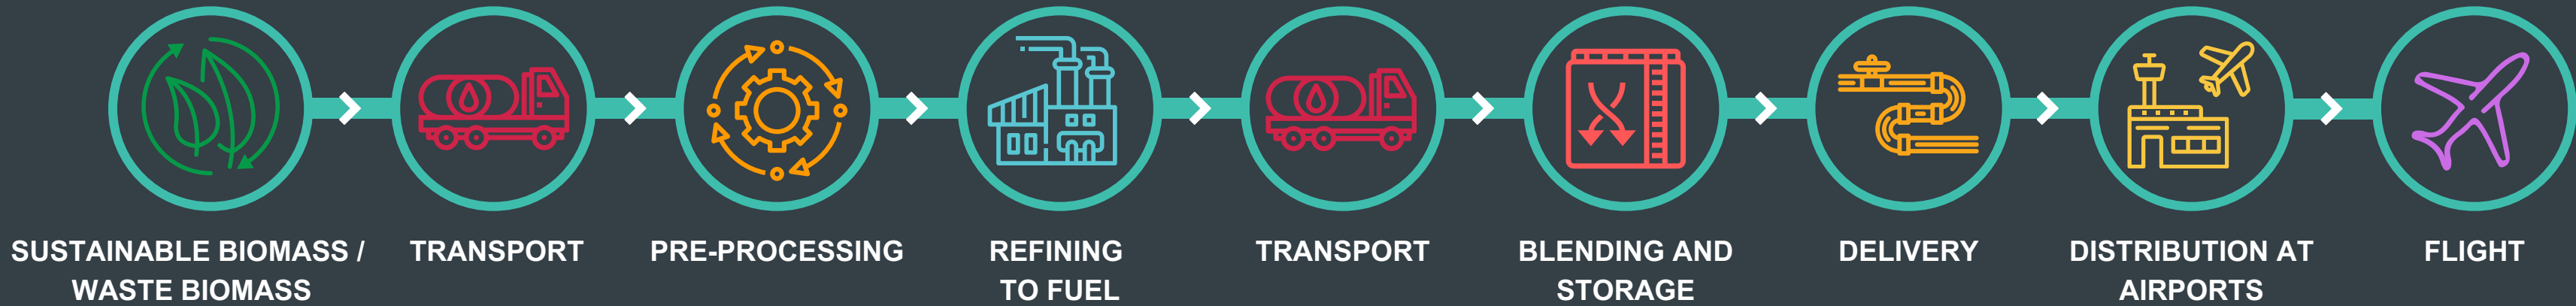 SUSTAINABLE BIOMASS /
WASTE BIOMASS
TRANSPORT
PRE-PROCESSING
REFINING
TO FUEL
TRANSPORT
BLENDING AND
STORAGE
DELIVERY
DISTRIBUTION AT
AIRPORTS
FLIGHT